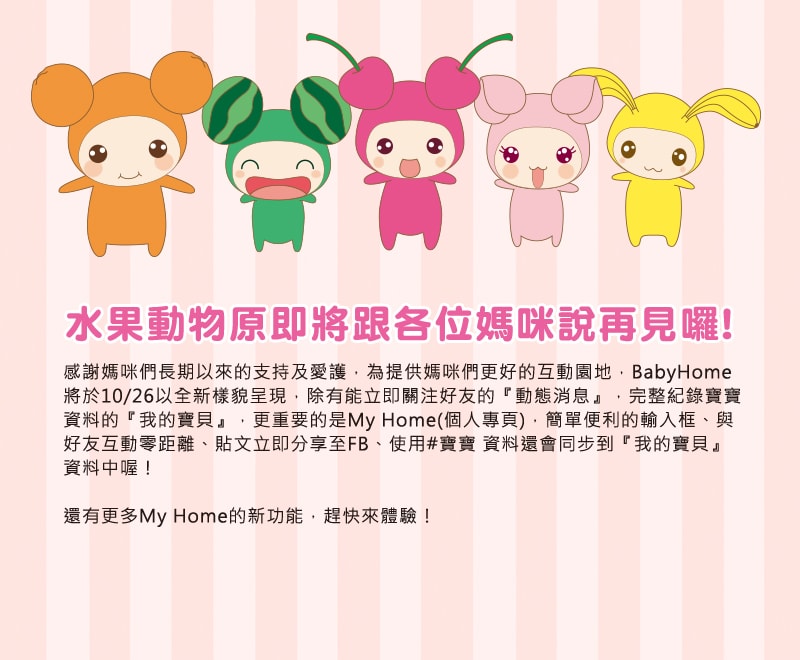 水果動物原即將跟各位媽咪說再見囉!
感謝媽咪們長期以來的支持及愛護，為提供媽咪們更好的互動園地，BabyHome
將於10/26以全新樣貌呈現，除有能立即關注好友的『動態消息』，完整紀錄寶寶
資料的『我的寶貝』，更重要的是My Home(個人專頁)，簡單便利的輸入框、與
好友互動零距離、貼文立即分享至FB、使用#寶寶 資料還會同步到『我的寶貝』
資料中喔！
還有更多My Home的新功能，趕快來體驗！